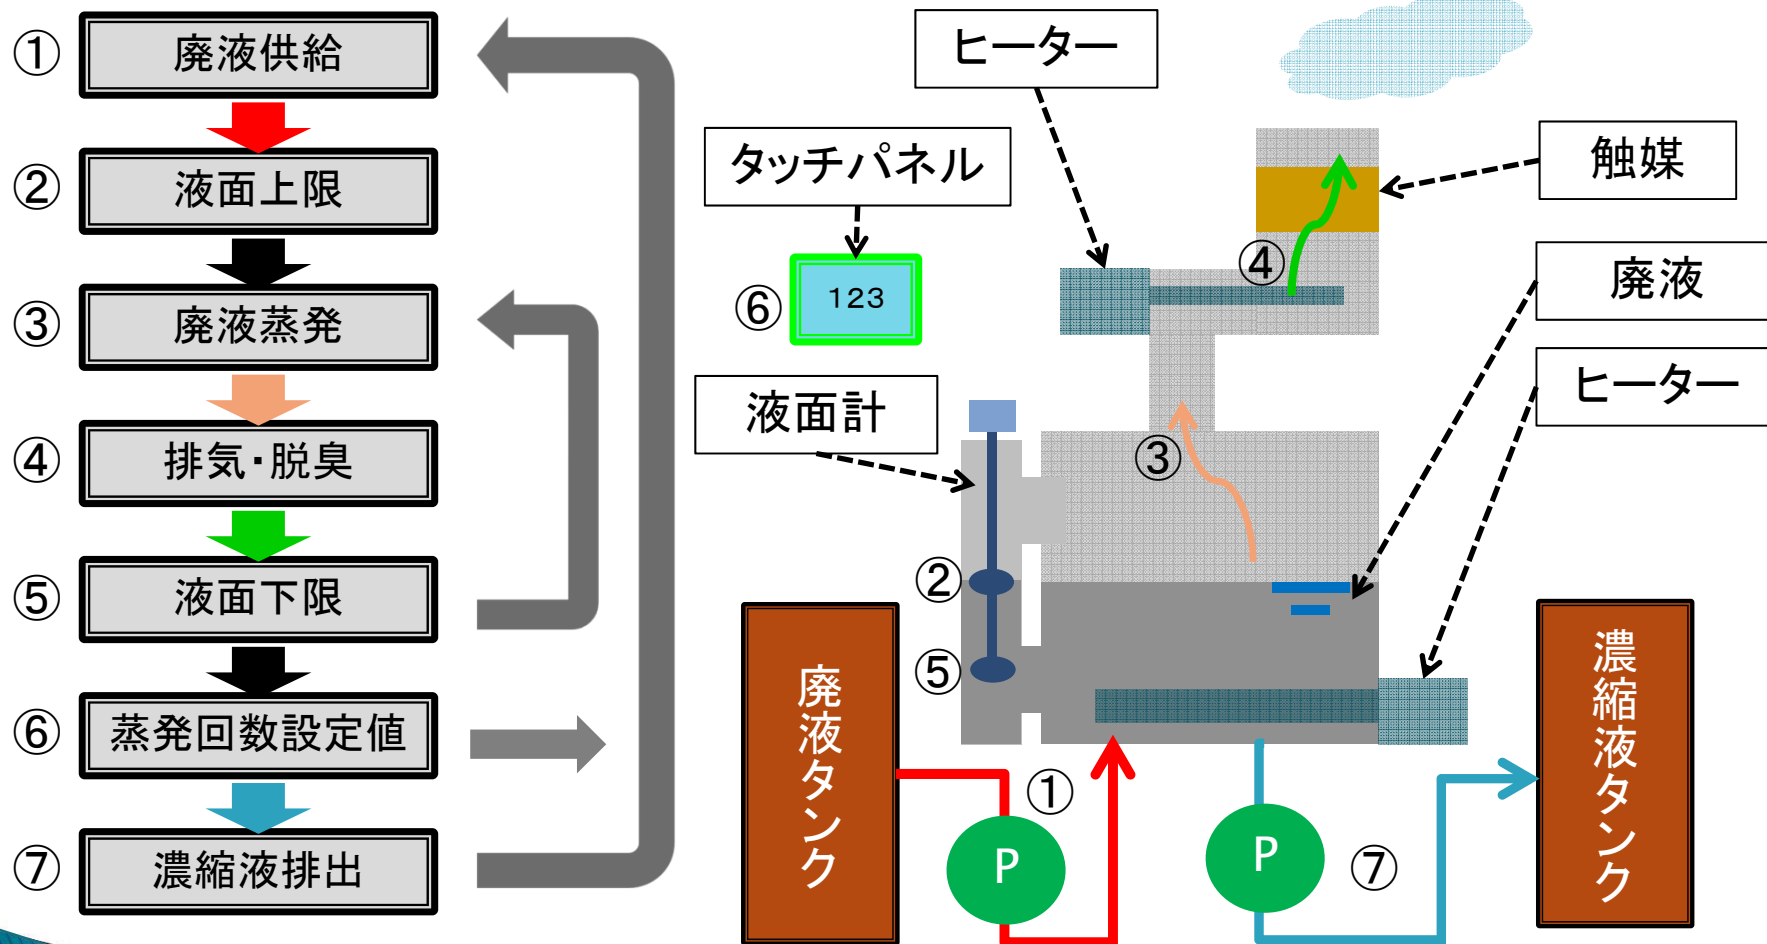 ① 廃液供給
② 液面上限
③ 廃液蒸発
④ 排気・脱臭
⑤ 液面下限
⑥ 蒸発回数設定値
⑦ 濃縮液排出
ヒーター
タッチパネル
触媒
④
廃液
⑥ 123
ヒーター
液面計
③
②
⑤
廃液タンク
濃縮液タンク
①
P
P
⑦